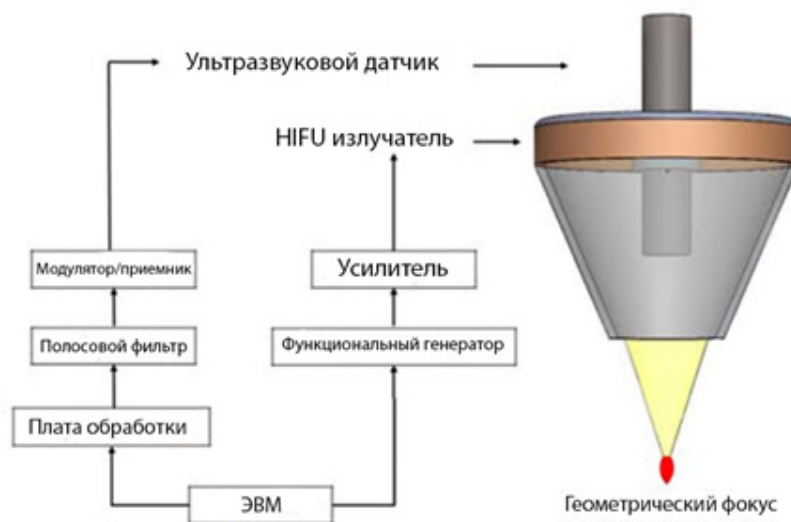 Ультразвуковой датчик
HIFU излучатель
Модулятор/приемник
Усилитель
Полосовой фильтр
Функциональный генератор
Плата обработки
ЭВМ
Геометрический фокус